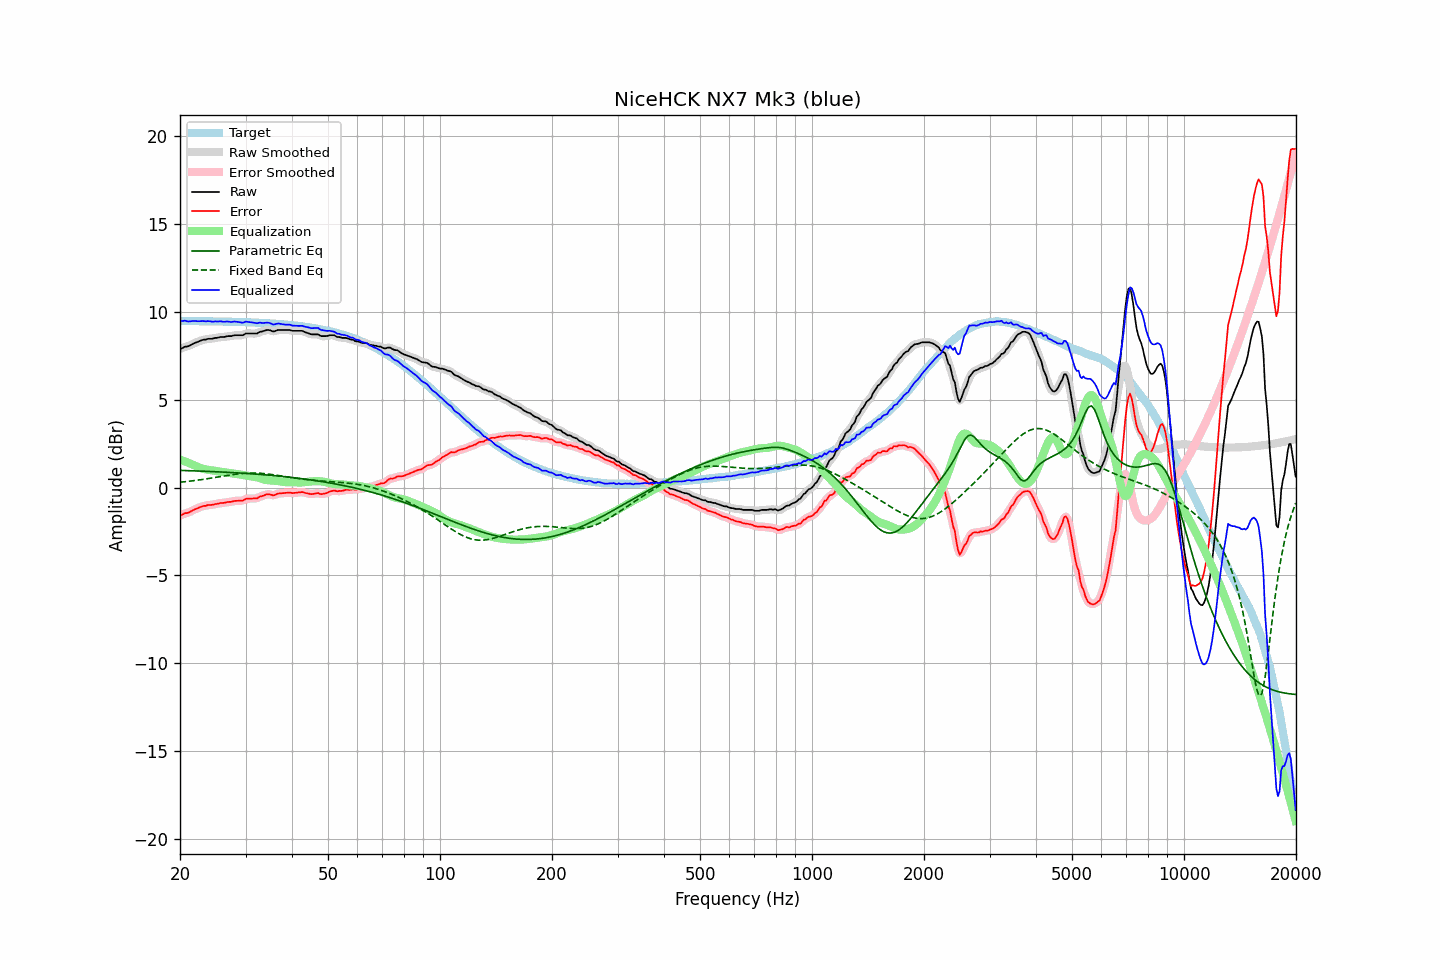 NiceHCK NX7 Mk3 (blue)
Target
Raw Smoothed
Error Smoothed
Raw
Error
Equalization
Parametric Eq
Fixed Band Eq
Equalized
20
15
10
5
0
−5
−10
−15
−20
Amplitude (dBr)
20 50 100 200 500 1000 2000 5000 10000 20000
Frequency (Hz)